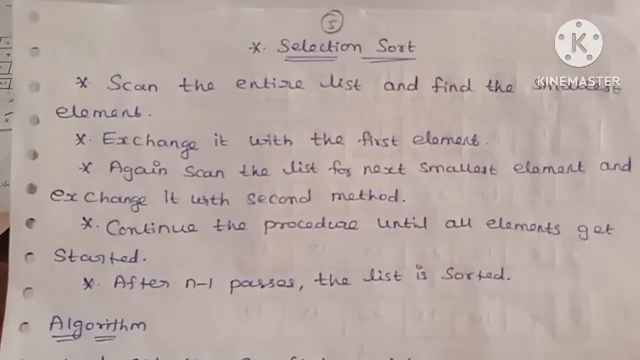 5
* Selection Sort
* Scan the entire list and find the smallest
element.
* Exchange it with the first element.
* Again scan the list for next smallest element and
exchange it with second method.
* Continue the procedure until all elements get
Started.
* After n-1 passes, the list is sorted.
Algorithm
K
KINEMASTER